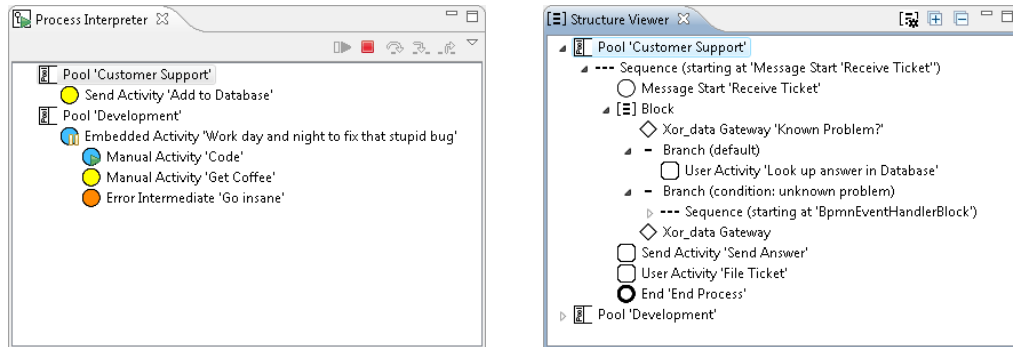 Process Interpreter
Pool 'Customer Support'
Send Activity 'Add to Database'
Pool 'Development'
Embedded Activity 'Work day and night to fix that stupid bug'
Manual Activity 'Code'
Manual Activity 'Get Coffee'
Error Intermediate 'Go insane'
[Ξ] Structure Viewer
Pool 'Customer Support'
Sequence (starting at 'Message Start 'Receive Ticket'')
Message Start 'Receive Ticket'
[Ξ] Block
Xor_data Gateway 'Known Problem?'
Branch (default)
User Activity 'Look up answer in Database'
Branch (condition: unknown problem)
Sequence (starting at 'BpmnEventHandlerBlock')
Xor_data Gateway
Send Activity 'Send Answer'
User Activity 'File Ticket'
End 'End Process'
Pool 'Development'